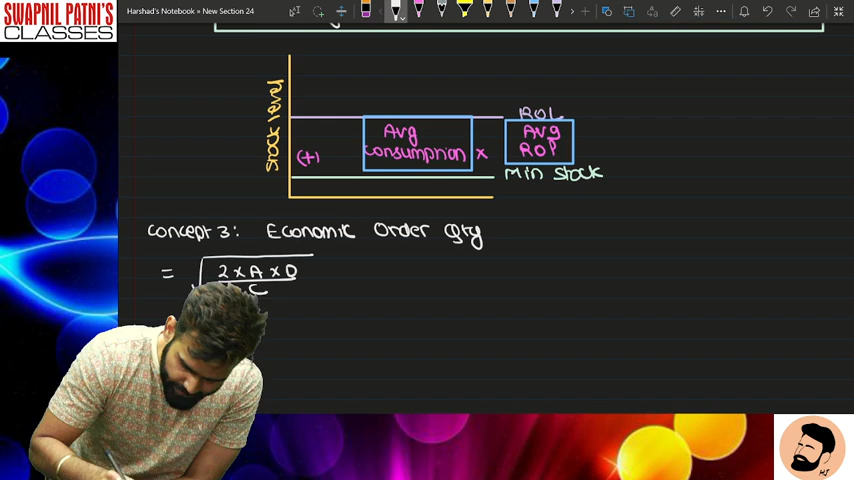 SWAPNIL PATNI'S
CLASSES
Harshad's Notebook » New Section 24
Stock level
ROL
Avg
consumption x
(+)
Avg
ROP
Min stock
Concept 3: Economic Order Qty
= √ 2 x A x O
C
HS